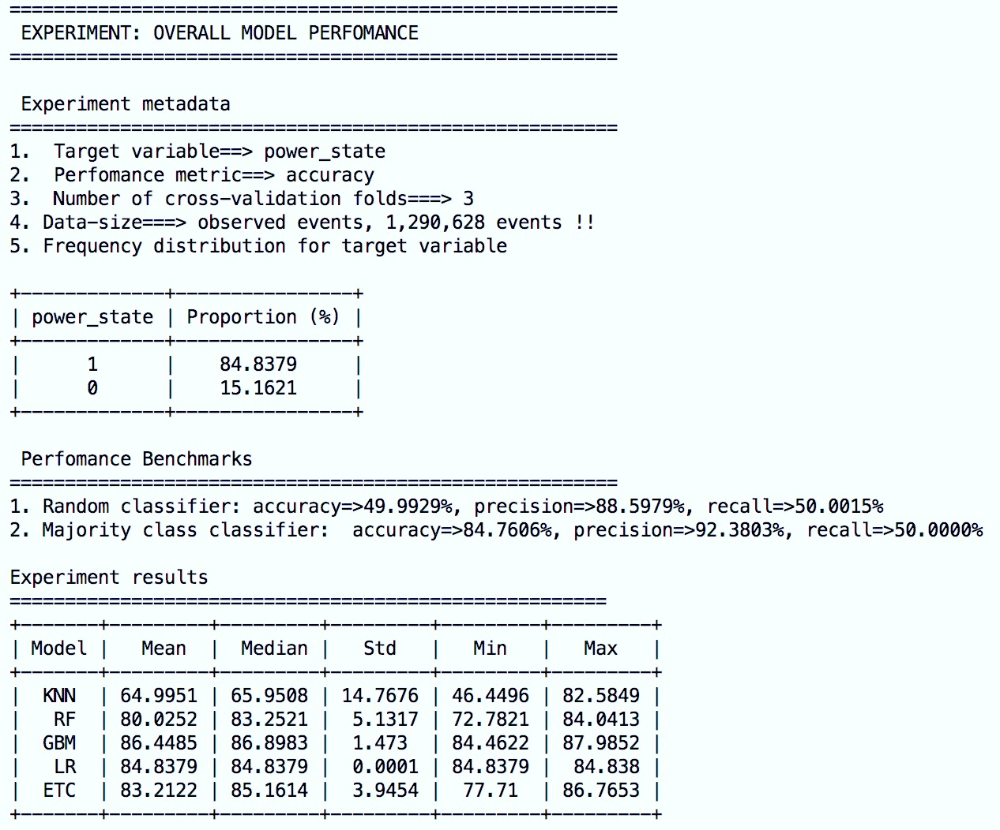 =======================================================
EXPERIMENT: OVERALL MODEL PERFOMANCE
=======================================================
Experiment metadata
=======================================================
1.  Target variable==> power_state
2.  Perfomance metric==> accuracy
3.  Number of cross-validation folds===> 3
4. Data-size===> observed events, 1,290,628 events !!
5. Frequency distribution for target variable
+-------------+----------------+
| power_state | Proportion (%) |
+-------------+----------------+
|      1      |    84.8379     |
|      0      |    15.1621     |
+-------------+----------------+
Perfomance Benchmarks
=======================================================
1. Random classifier: accuracy=>49.9929%, precision=>88.5979%, recall=>50.0015%
2. Majority class classifier:  accuracy=>84.7606%, precision=>92.3803%, recall=>50.0000%
Experiment results
======================================================
+-------+---------+---------+---------+---------+---------+
| Model |   Mean  |  Median |   Std   |   Min   |   Max   |
+-------+---------+---------+---------+---------+---------+
|  KNN  | 64.9951 | 65.9508 | 14.7676 | 46.4496 | 82.5849 |
|   RF  | 80.0252 | 83.2521 |  5.1317 | 72.7821 | 84.0413 |
|  GBM  | 86.4485 | 86.8983 |  1.473  | 84.4622 | 87.9852 |
|   LR  | 84.8379 | 84.8379 |  0.0001 | 84.8379 |  84.838 |
|  ETC  | 83.2122 | 85.1614 |  3.9454 |  77.71  | 86.7653 |
+-------+---------+---------+---------+---------+---------+